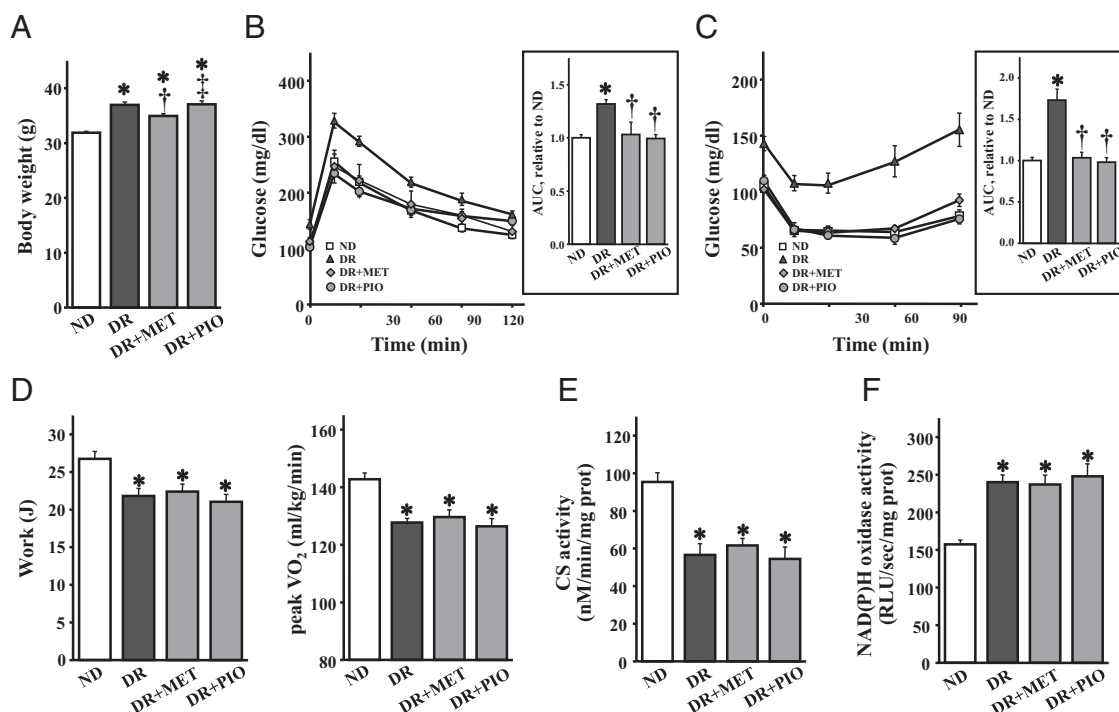 A
Body weight (g)
40
30
20
10
0
*
*
†
*
‡
ND
DR
DR+MET
DR+PIO
B
Glucose (mg/dl)
400
300
200
100
0
□ ND
▲ DR
◆ DR+MET
● DR+PIO
0
30
60
90
120
Time (min)
AUC, relative to ND
1.5
1.0
0.5
0.0
*
†
†
ND
DR
DR+MET
DR+PIO
C
Glucose (mg/dl)
200
150
100
50
0
□ ND
▲ DR
◆ DR+MET
● DR+PIO
0
30
60
90
Time (min)
AUC, relative to ND
2.0
1.5
1.0
0.5
0.0
*
†
†
ND
DR
DR+MET
DR+PIO
D
Work (J)
30
25
20
15
10
5
0
*
*
*
ND
DR
DR+MET
DR+PIO
peak VO2 (ml/kg/min)
160
140
120
100
80
*
*
*
ND
DR
DR+MET
DR+PIO
E
CS activity
(nM/min/mg prot)
120
100
80
60
40
20
0
*
*
*
ND
DR
DR+MET
DR+PIO
F
NAD(P)H oxidase activity
(RLU/sec/mg prot)
300
250
200
150
100
50
0
*
*
*
ND
DR
DR+MET
DR+PIO